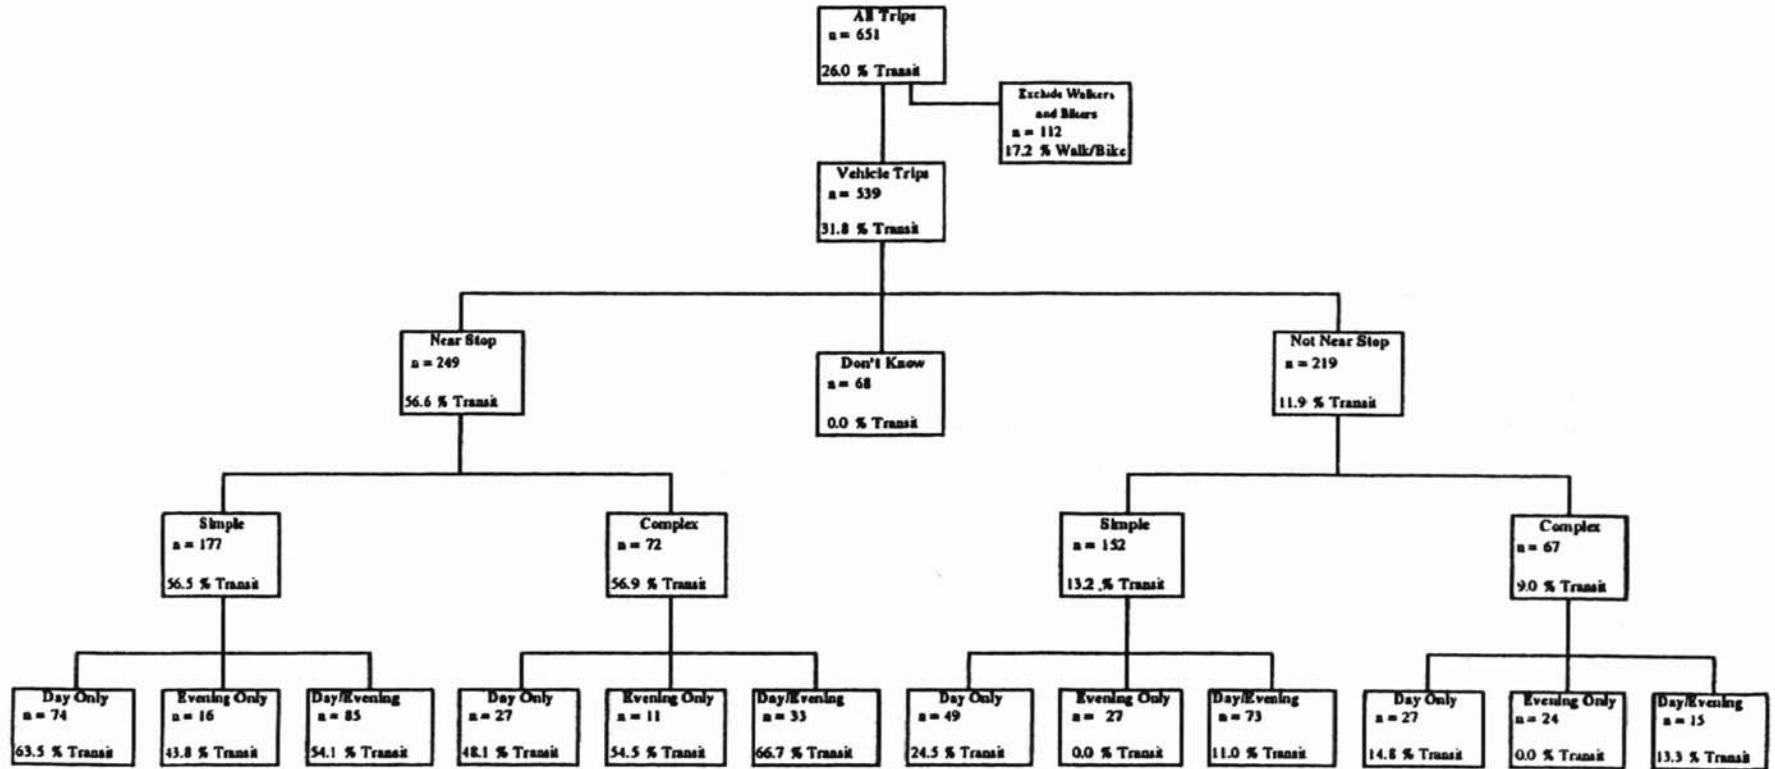 All Trips
n = 651
26.0 % Transit
Exclude Walkers
and Bikers
n = 112
17.2 % Walk/Bike
Vehicle Trips
n = 539
31.8 % Transit
Near Stop
n = 249
56.6 % Transit
Don't Know
n = 68
0.0 % Transit
Not Near Stop
n = 219
11.9 % Transit
Simple
n = 177
56.5 % Transit
Complex
n = 72
56.9 % Transit
Simple
n = 152
13.2 % Transit
Complex
n = 67
9.0 % Transit
Day Only
n = 74
63.5 % Transit
Evening Only
n = 16
43.8 % Transit
Day/Evening
n = 85
54.1 % Transit
Day Only
n = 27
48.1 % Transit
Evening Only
n = 11
54.5 % Transit
Day/Evening
n = 33
66.7 % Transit
Day Only
n = 49
24.5 % Transit
Evening Only
n = 27
0.0 % Transit
Day/Evening
n = 73
11.0 % Transit
Day Only
n = 27
14.8 % Transit
Evening Only
n = 24
0.0 % Transit
Day/Evening
n = 15
13.3 % Transit